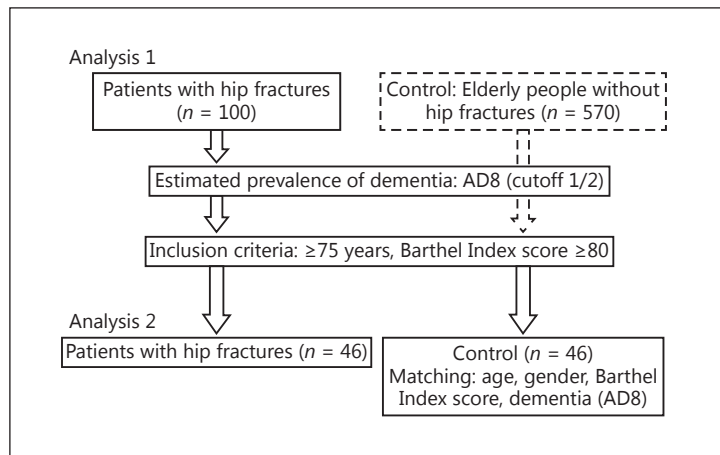 Analysis 1
Patients with hip fractures
(n = 100)
Control: Elderly people without
hip fractures (n = 570)
Estimated prevalence of dementia: AD8 (cutoff 1/2)
Inclusion criteria: ≥75 years, Barthel Index score ≥80
Analysis 2
Patients with hip fractures (n = 46)
Control (n = 46)
Matching: age, gender, Barthel
Index score, dementia (AD8)